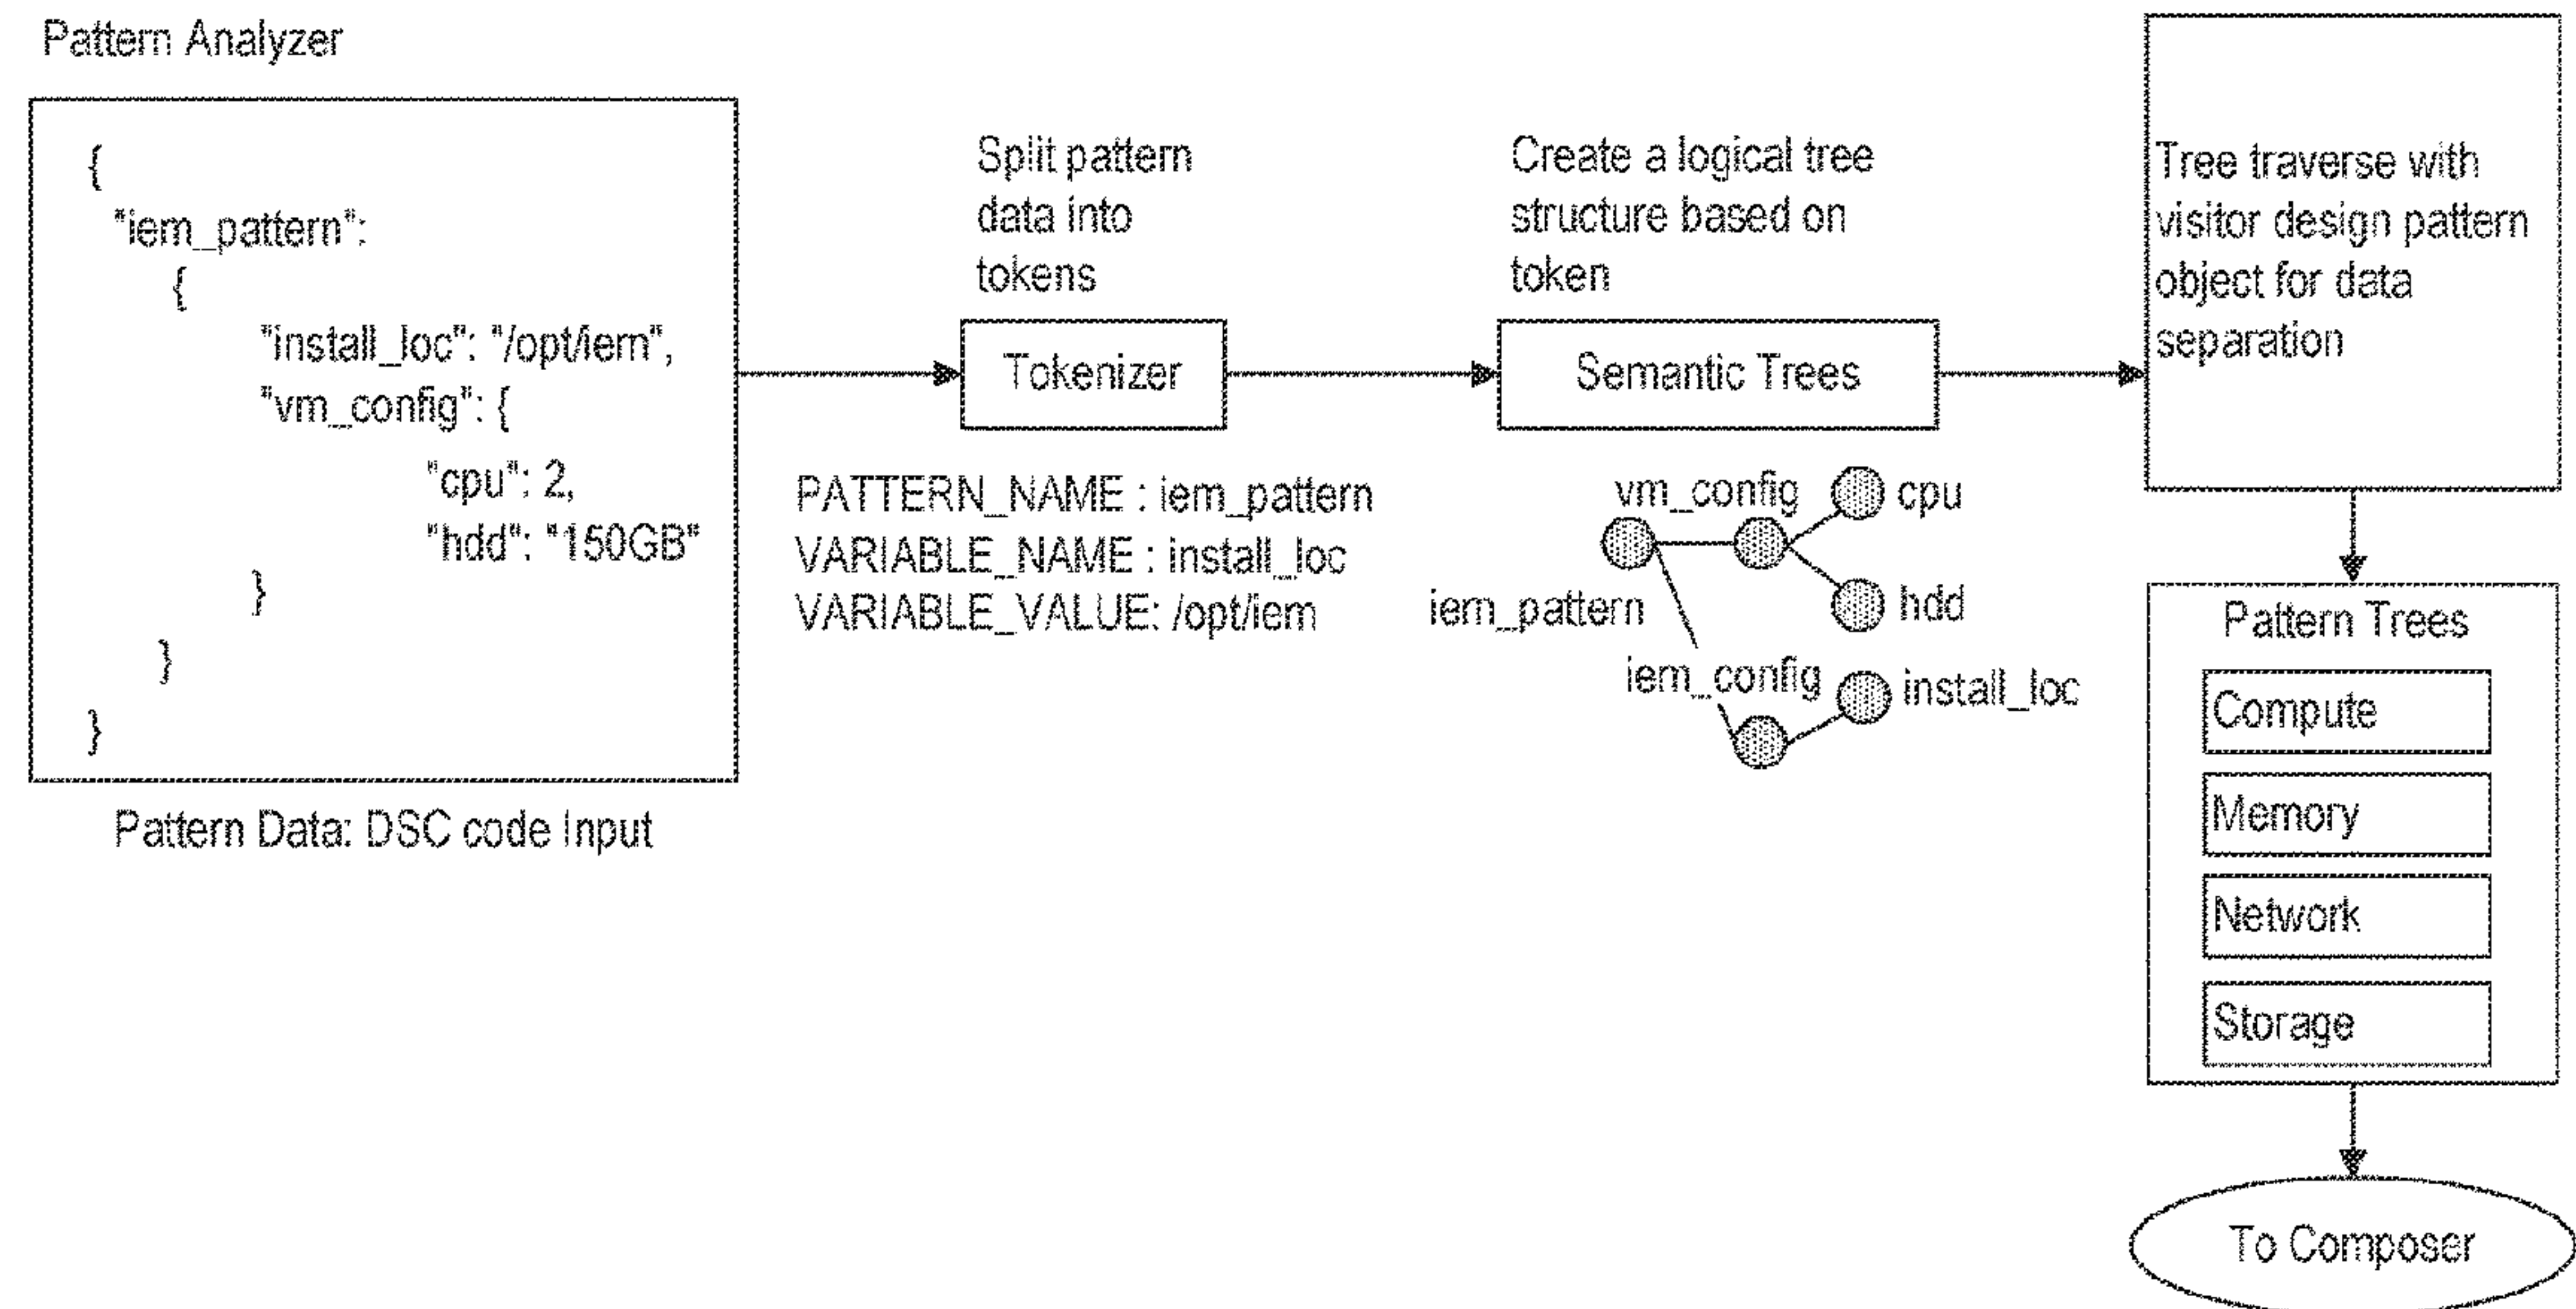 Pattern Analyzer
{
"iem_pattern":
{
"install_loc": "/opt/iem",
"vm_config": {
"cpu": 2,
"hdd": "150GB"
}
}
}
Pattern Data: DSC code Input
Split pattern
data into
tokens
Tokenizer
PATTERN_NAME : iem_pattern
VARIABLE_NAME : install_loc
VARIABLE_VALUE: /opt/iem
Create a logical tree
structure based on
token
Semantic Trees
vm_config
cpu
iem_pattern
hdd
iem_config
install_loc
Tree traverse with
visitor design pattern
object for data
separation
Pattern Trees
Compute
Memory
Network
Storage
To Composer